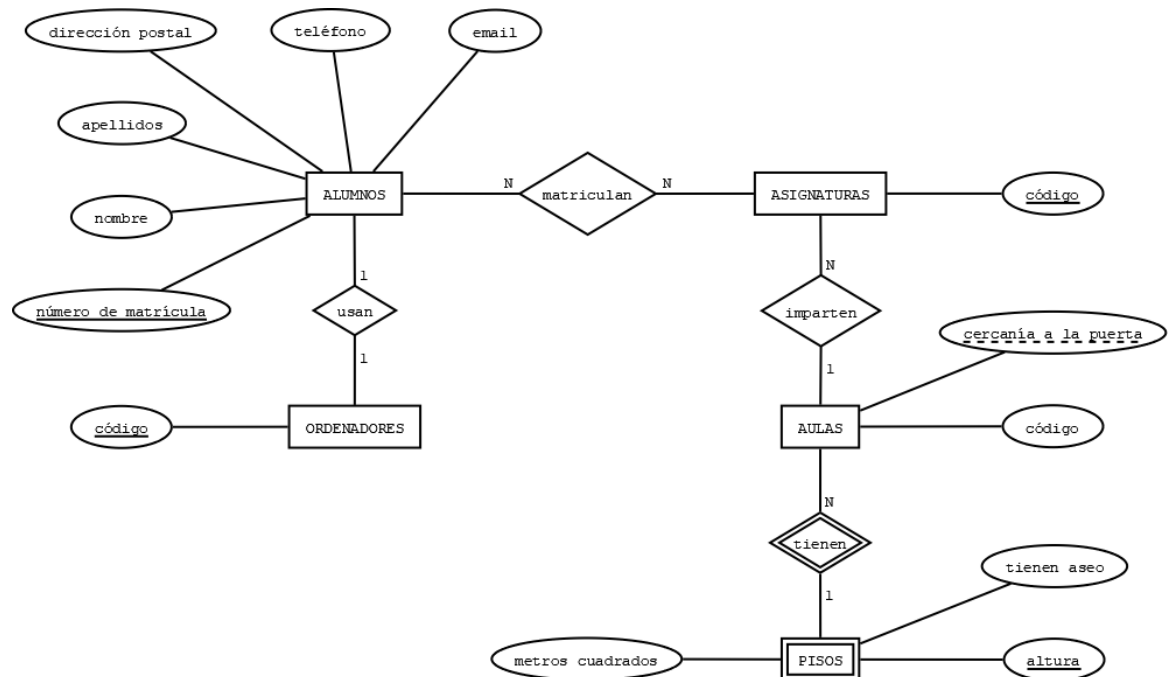 dirección postal
teléfono
email
apellidos
ALUMNOS
N
matriculan
N
ASIGNATURAS
código
nombre
1
N
número de matrícula
usan
imparten
cercanía a la puerta
1
1
código
ORDENADORES
AULAS
código
N
tienen
tienen aseo
1
metros cuadrados
PISOS
altura